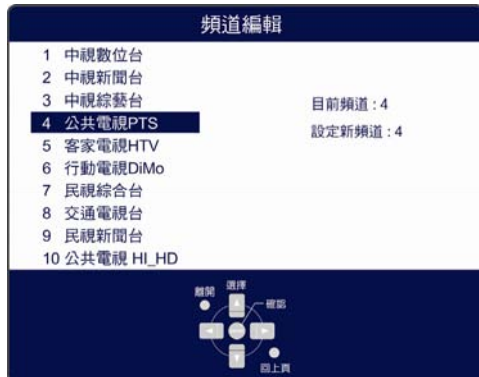 頻道編輯
1 中視數位台
2 中視新聞台
3 中視綜藝台
4 公共電視PTS
5 客家電視HTV
6 行動電視DiMo
7 民視綜合台
8 交通電視台
9 民視新聞台
10 公共電視 HI_HD
目前頻道 : 4
設定新頻道 : 4
離開
選擇
確認
回上頁